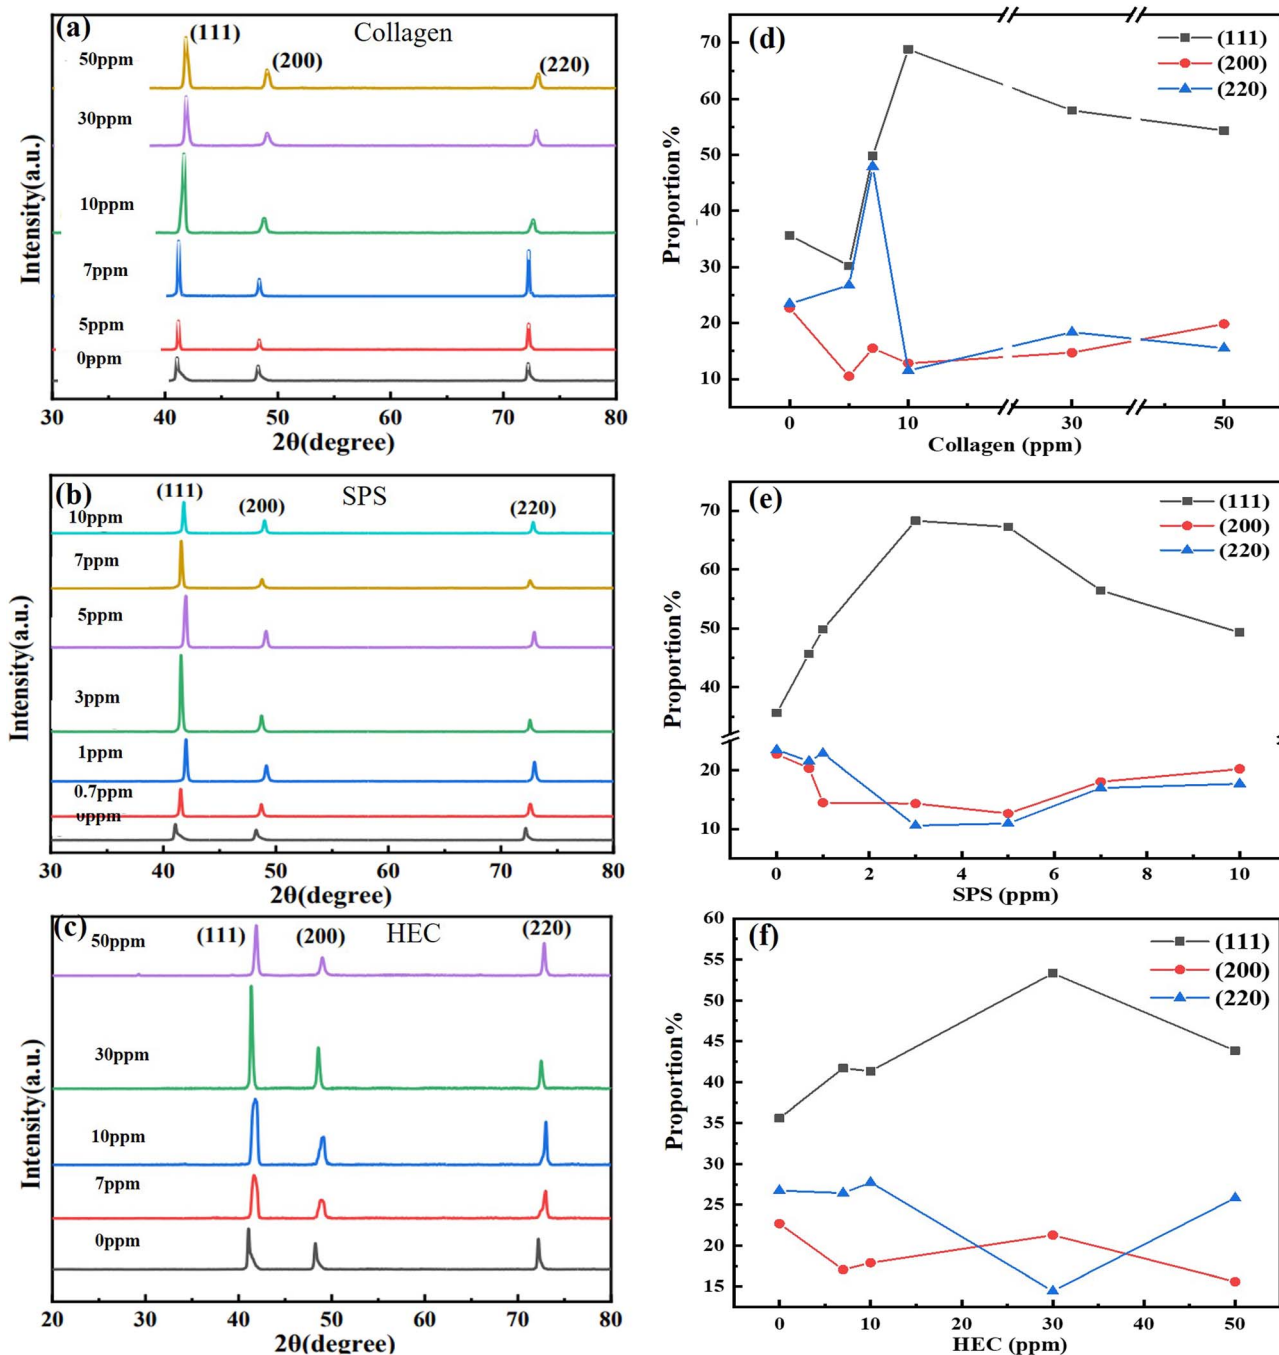 (a)
(111)
Collagen
50ppm
(200)
(220)
30ppm
10ppm
7ppm
5ppm
0ppm
Intensity(a.u.)
30 40 50 60 70 80
2θ(degree)
(d)
(111)
(200)
(220)
70
60
50
40
30
20
10
Proportion%
0 10 30 50
Collagen (ppm)
(b)
(111)
(200)
SPS
(220)
10ppm
7ppm
5ppm
3ppm
1ppm
0.7ppm
0ppm
Intensity(a.u.)
30 40 50 60 70 80
2θ(degree)
(e)
(111)
(200)
(220)
70
60
50
40
20
10
Proportion%
0 2 4 6 8 10
SPS (ppm)
(c)
(111)
(200)
HEC
(220)
50ppm
30ppm
10ppm
7ppm
0ppm
Intensity(a.u.)
20 30 40 50 60 70 80
2θ(degree)
(f)
(111)
(200)
(220)
60
55
50
45
40
35
30
25
20
15
Proportion%
0 10 20 30 40 50
HEC (ppm)